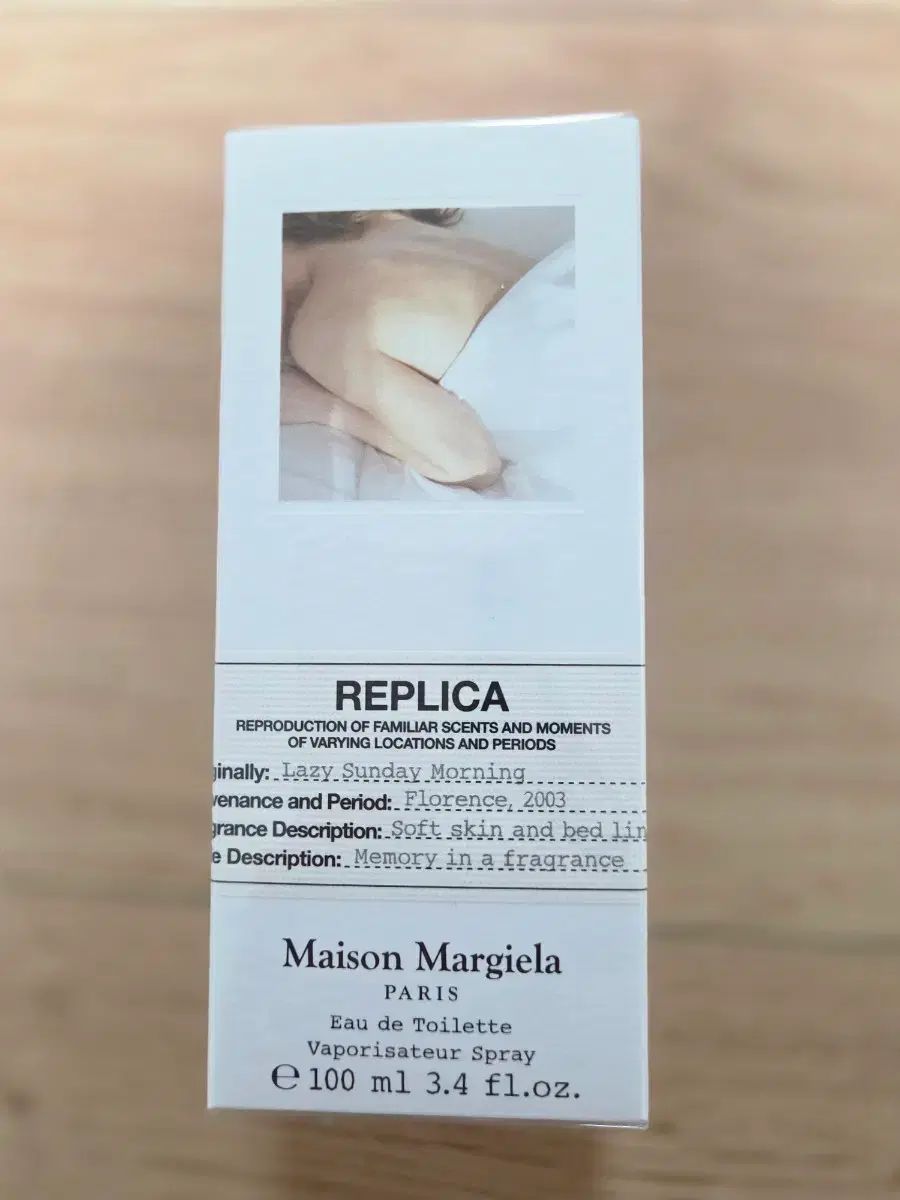 REPLICA
REPRODUCTION OF FAMILIAR SCENTS AND MOMENTS
OF VARYING LOCATIONS AND PERIODS
inally: Lazy Sunday Morning
venance and Period: Florence, 2003
grance Description: Soft skin and bed lin
e Description: Memory in a fragrance
Maison Margiela
PARIS
Eau de Toilette
Vaporisateur Spray
℮ 100 ml 3.4 fl.oz.